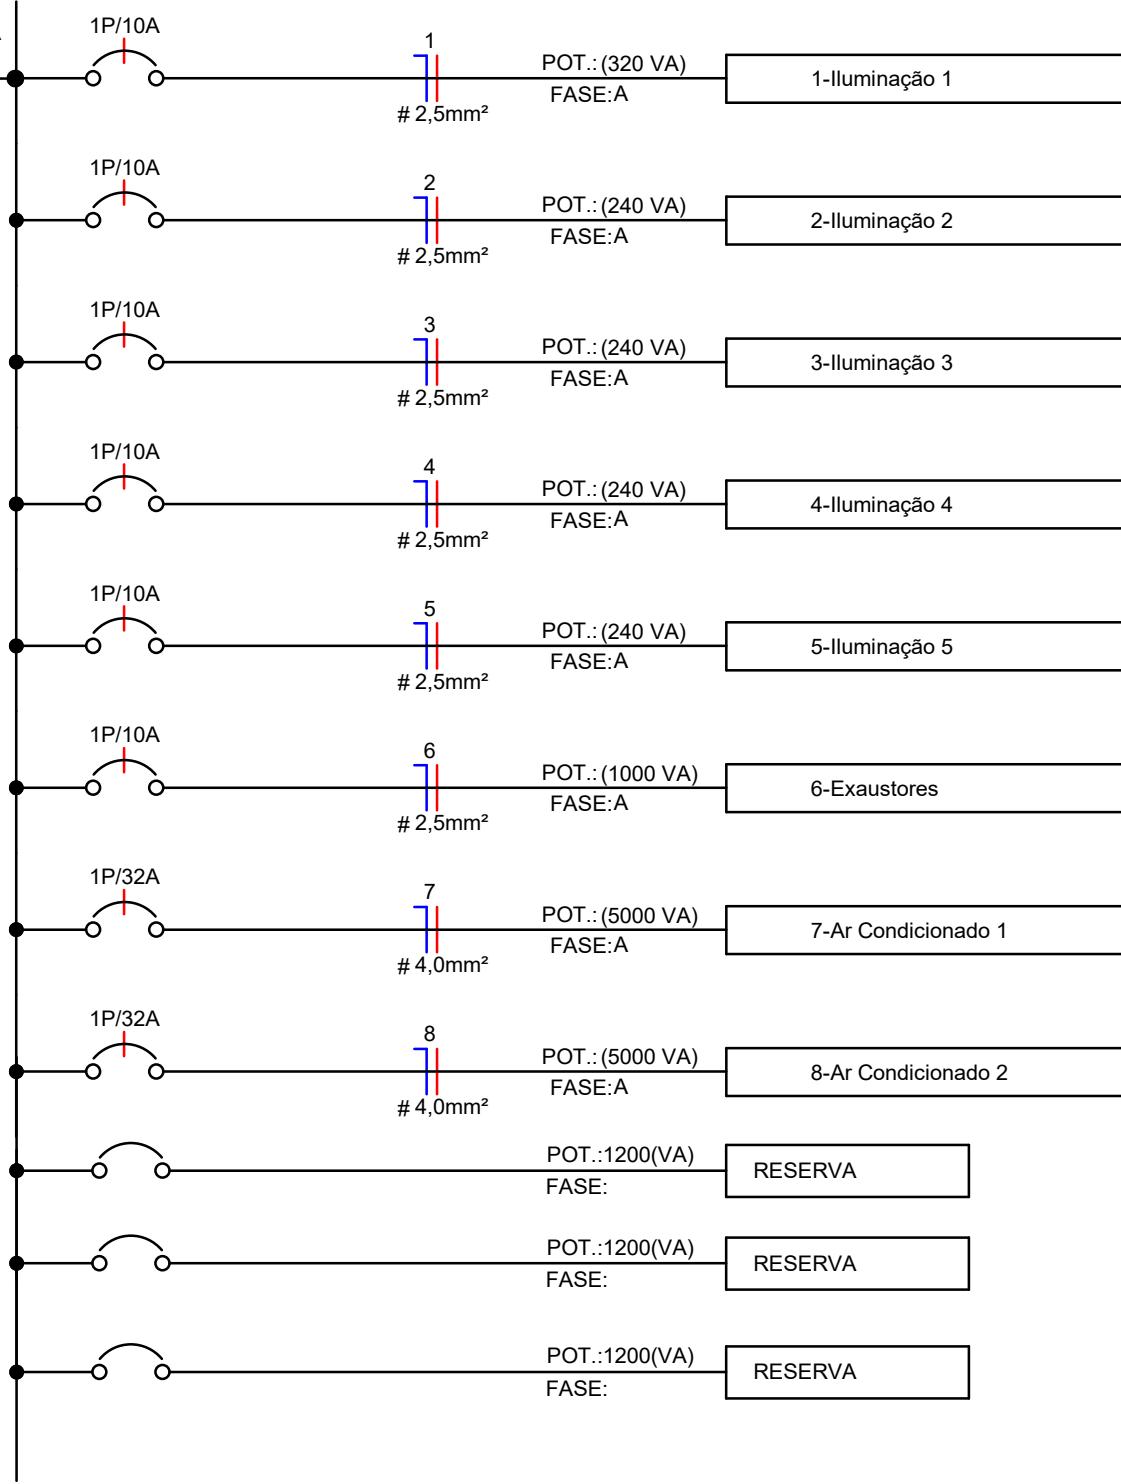 1P/10A
1
POT.: (320 VA)
FASE:A
# 2,5mm²
1-Iluminação 1
1P/10A
2
POT.: (240 VA)
FASE:A
# 2,5mm²
2-Iluminação 2
1P/10A
3
POT.: (240 VA)
FASE:A
# 2,5mm²
3-Iluminação 3
1P/10A
4
POT.: (240 VA)
FASE:A
# 2,5mm²
4-Iluminação 4
1P/10A
5
POT.: (240 VA)
FASE:A
# 2,5mm²
5-Iluminação 5
1P/10A
6
POT.: (1000 VA)
FASE:A
# 2,5mm²
6-Exaustores
1P/32A
7
POT.: (5000 VA)
FASE:A
# 4,0mm²
7-Ar Condicionado 1
1P/32A
8
POT.: (5000 VA)
FASE:A
# 4,0mm²
8-Ar Condicionado 2
POT.:1200(VA)
FASE:
RESERVA
POT.:1200(VA)
FASE:
RESERVA
POT.:1200(VA)
FASE:
RESERVA